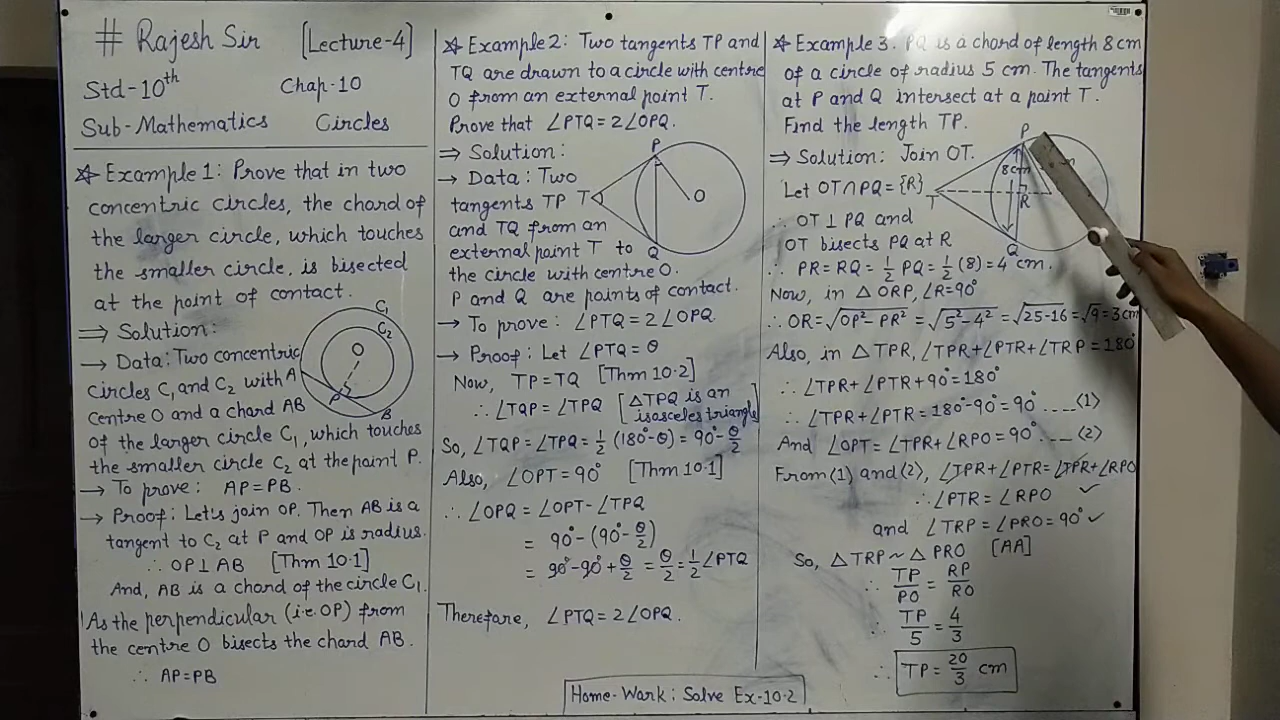 # Rajesh Sir [Lecture-4]
Std-10th Chap-10
Sub-Mathematics Circles
☆ Example 1: Prove that in two
concentric circles, the chord of
the larger circle, which touches
the smaller circle, is bisected
at the point of contact.
⇒ Solution:
→ Data: Two concentric
circles C₁ and C₂ with
centre O and a chord AB
of the larger circle C₁, which touches
the smaller circle C₂ at the point P.
→ To prove: AP=PB.
→ Proof: Let's join OP. Then AB is a
tangent to C₂ at P and OP is radius.
∴ OP⊥AB [Thm 10.1]
And, AB is a chord of the circle C₁.
As the perpendicular (i.e. OP) from
the centre O bisects the chord AB.
∴ AP=PB
C₁
C₂
O
A
P
B
☆ Example 2: Two tangents TP and
TQ are drawn to a circle with centre
O from an external point T.
Prove that ∠PTQ=2∠OPQ.
⇒ Solution:
→ Data: Two
tangents TP
and TQ from an
external point T to
the circle with centre O.
P and Q are points of contact.
→ To prove: ∠PTQ=2∠OPQ
→ Proof: Let ∠PTQ=θ
Now, TP=TQ [Thm 10.2]
∴ ∠TQP=∠TPQ [△TPQ is an
isosceles triangle]
So, ∠TQP=∠TPQ=1/2(180°-θ)=90°-θ/2
Also, ∠OPT=90° [Thm 10.1]
∴ ∠OPQ=∠OPT-∠TPQ
= 90°-(90°-θ/2)
= 90°-90°+θ/2=θ/2=1/2∠PTQ
Therefore, ∠PTQ=2∠OPQ.
P
T
O
Q
☆ Example 3. PQ is a chord of length 8cm
of a circle of radius 5 cm. The tangents
at P and Q intersect at a point T.
Find the length TP.
⇒ Solution: Join OT.
Let OT∩PQ={R}
∴ OT⊥PQ and
OT bisects PQ at R
∴ PR=RQ=1/2 PQ=1/2(8)=4 cm.
Now, in △ORP, ∠R=90°
∴ OR=√OP²-PR²=√5²-4²=√25-16=√9=3cm
Also, in △TPR, ∠TPR+∠PTR+∠TRP=180°
∴ ∠TPR+∠PTR+90°=180°
∴ ∠TPR+∠PTR=180°-90°=90° ....<1>
And ∠OPT=∠TPR+∠RPO=90° .... <2>
From (1) and (2), ∠TPR+∠PTR=∠TPR+∠RPO
∴ ∠PTR=∠RPO ✓
and ∠TRP=∠PRO=90° ✓
So, △TRP~△PRO [AA]
∴ TP/PO=RP/RO
∴ TP/5=4/3
∴ TP=20/3 cm
P
8cm
T
R
Q
Home-Work: Solve Ex-10.2